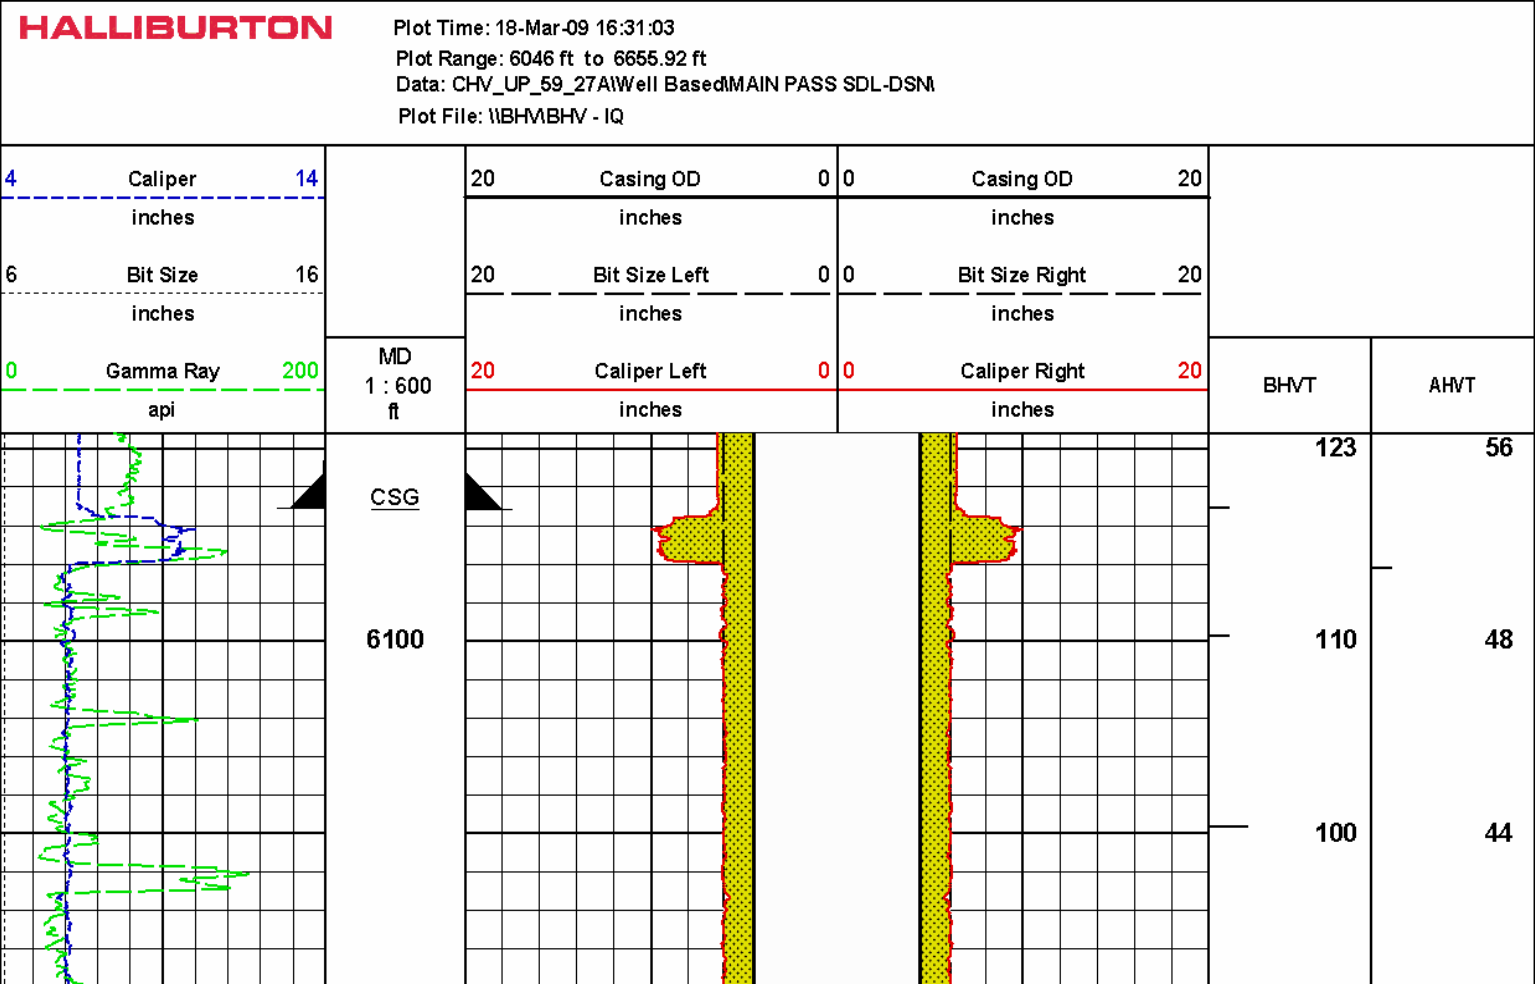 HALLIBURTON
Plot Time: 18-Mar-09 16:31:03
Plot Range: 6046 ft to 6655.92 ft
Data: CHV_UP_59_27A\Well Based\MAIN PASS SDL-DSN\
Plot File: \\BHV\BHV - IQ
4 Caliper 14
inches
6 Bit Size 16
inches
0 Gamma Ray 200
api
MD
1 : 600
ft
20 Casing OD 0
inches
20 Bit Size Left 0
inches
20 Caliper Left 0
inches
0 Casing OD 20
inches
0 Bit Size Right 20
inches
0 Caliper Right 20
inches
BHVT
AHVT
123 56
CSG
6100 110 48
100 44